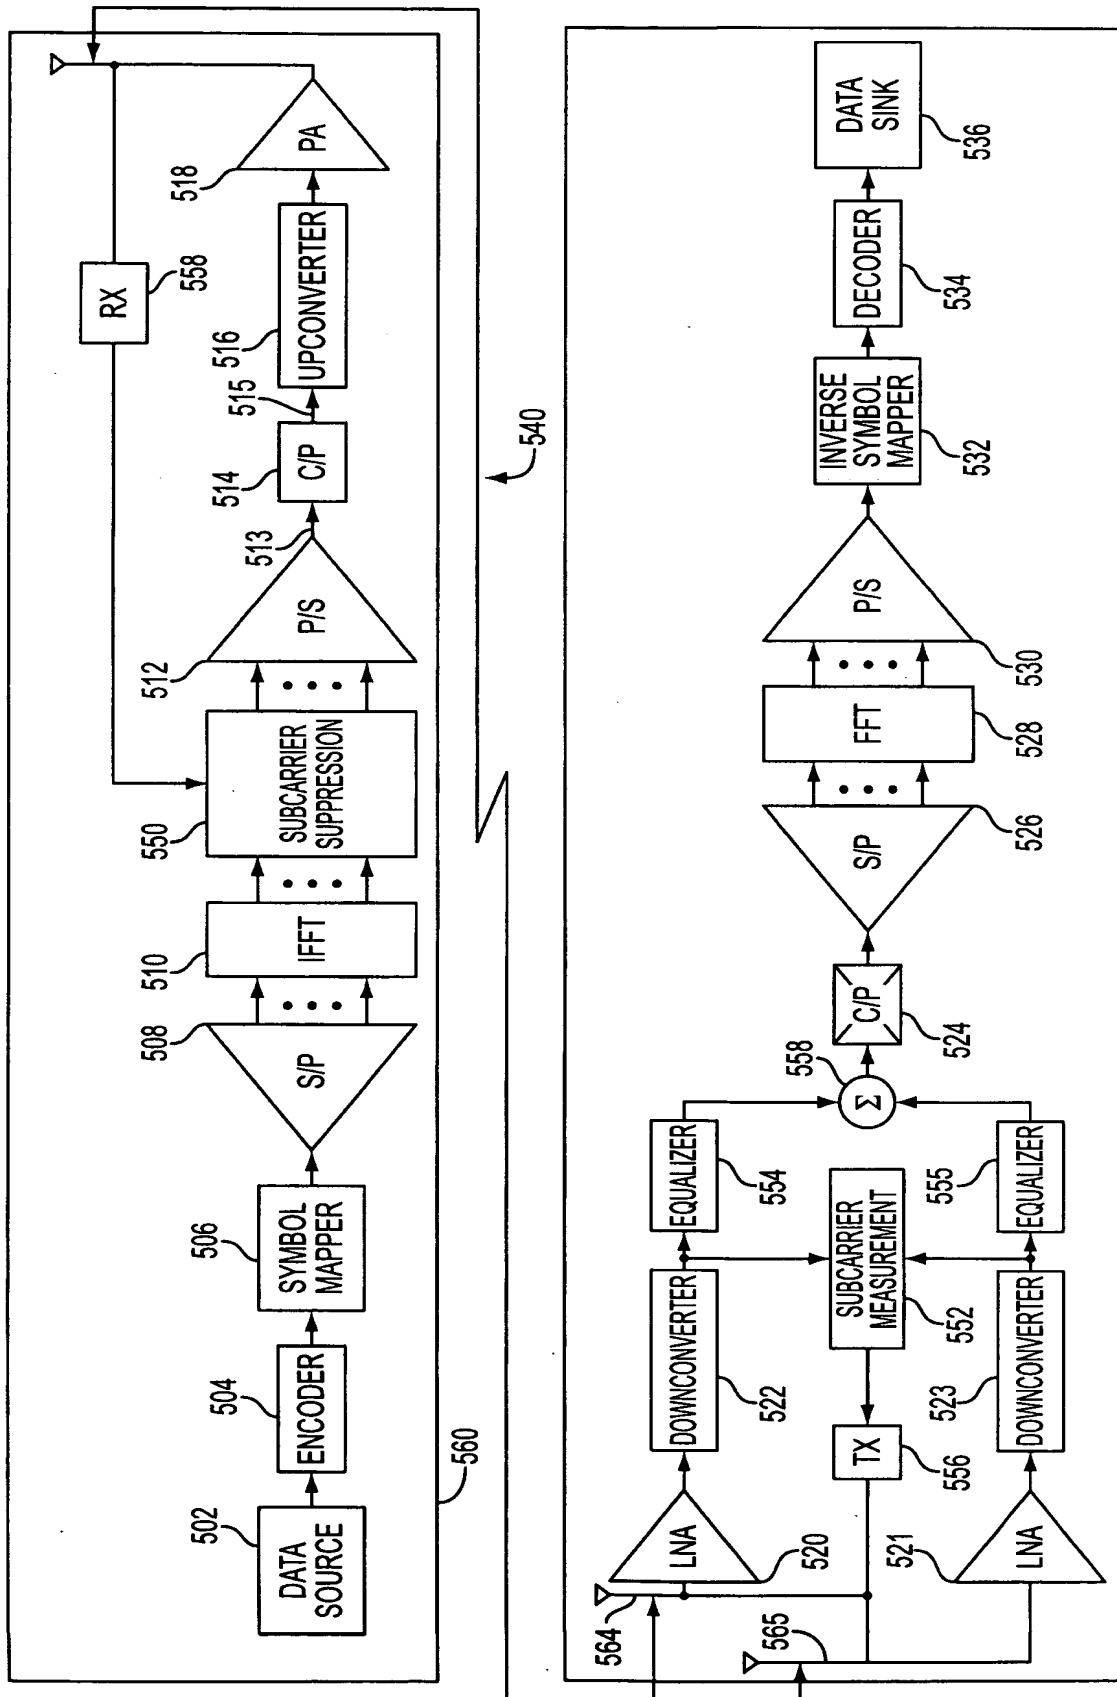 502
DATA
SOURCE
504
ENCODER
506
SYMBOL
MAPPER
508
S/P
510
IFFT
550
SUBCARRIER
SUPPRESSION
512
P/S
513
514
C/P
515
516
UPCONVERTER
518
PA
RX
558
560
540
564
565
LNA
520
LNA
521
DOWNCONVERTER
522
DOWNCONVERTER
523
TX
556
SUBCARRIER
MEASUREMENT
552
EQUALIZER
554
EQUALIZER
555
558
Σ
C/P
524
S/P
526
FFT
528
P/S
530
INVERSE
SYMBOL
MAPPER
532
DECODER
534
DATA
SINK
536